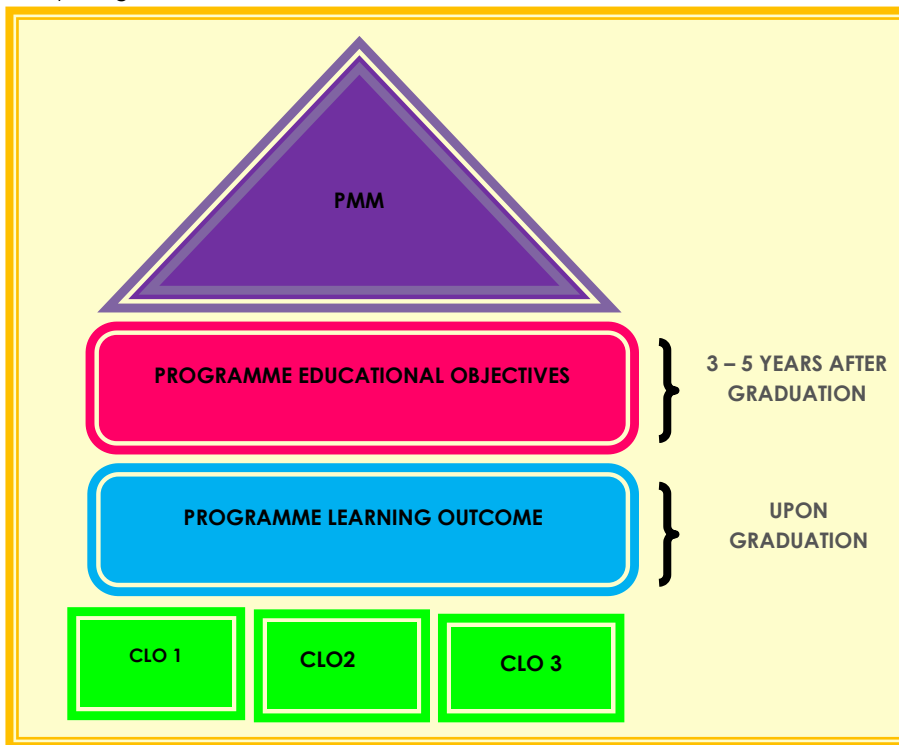 PMM
PROGRAMME EDUCATIONAL OBJECTIVES
3 – 5 YEARS AFTER
GRADUATION
PROGRAMME LEARNING OUTCOME
UPON
GRADUATION
CLO 1
CLO2
CLO 3